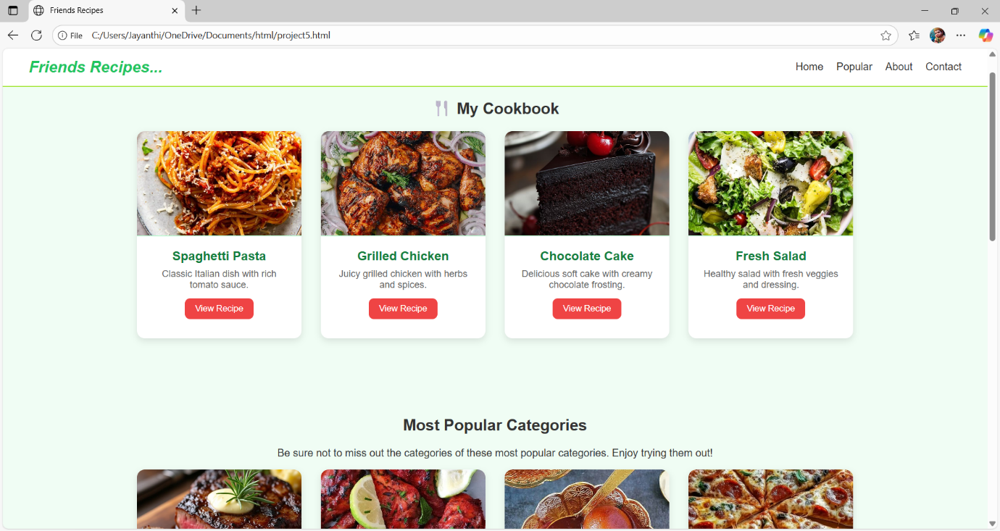 Friends Recipes
File C:/Users/Jayanthi/OneDrive/Documents/html/project5.html
Friends Recipes...
Home Popular About Contact
My Cookbook
Spaghetti Pasta
Classic Italian dish with rich
tomato sauce.
View Recipe
Grilled Chicken
Juicy grilled chicken with herbs
and spices.
View Recipe
Chocolate Cake
Delicious soft cake with creamy
chocolate frosting.
View Recipe
Fresh Salad
Healthy salad with fresh veggies
and dressing.
View Recipe
Most Popular Categories
Be sure not to miss out the categories of these most popular categories. Enjoy trying them out!